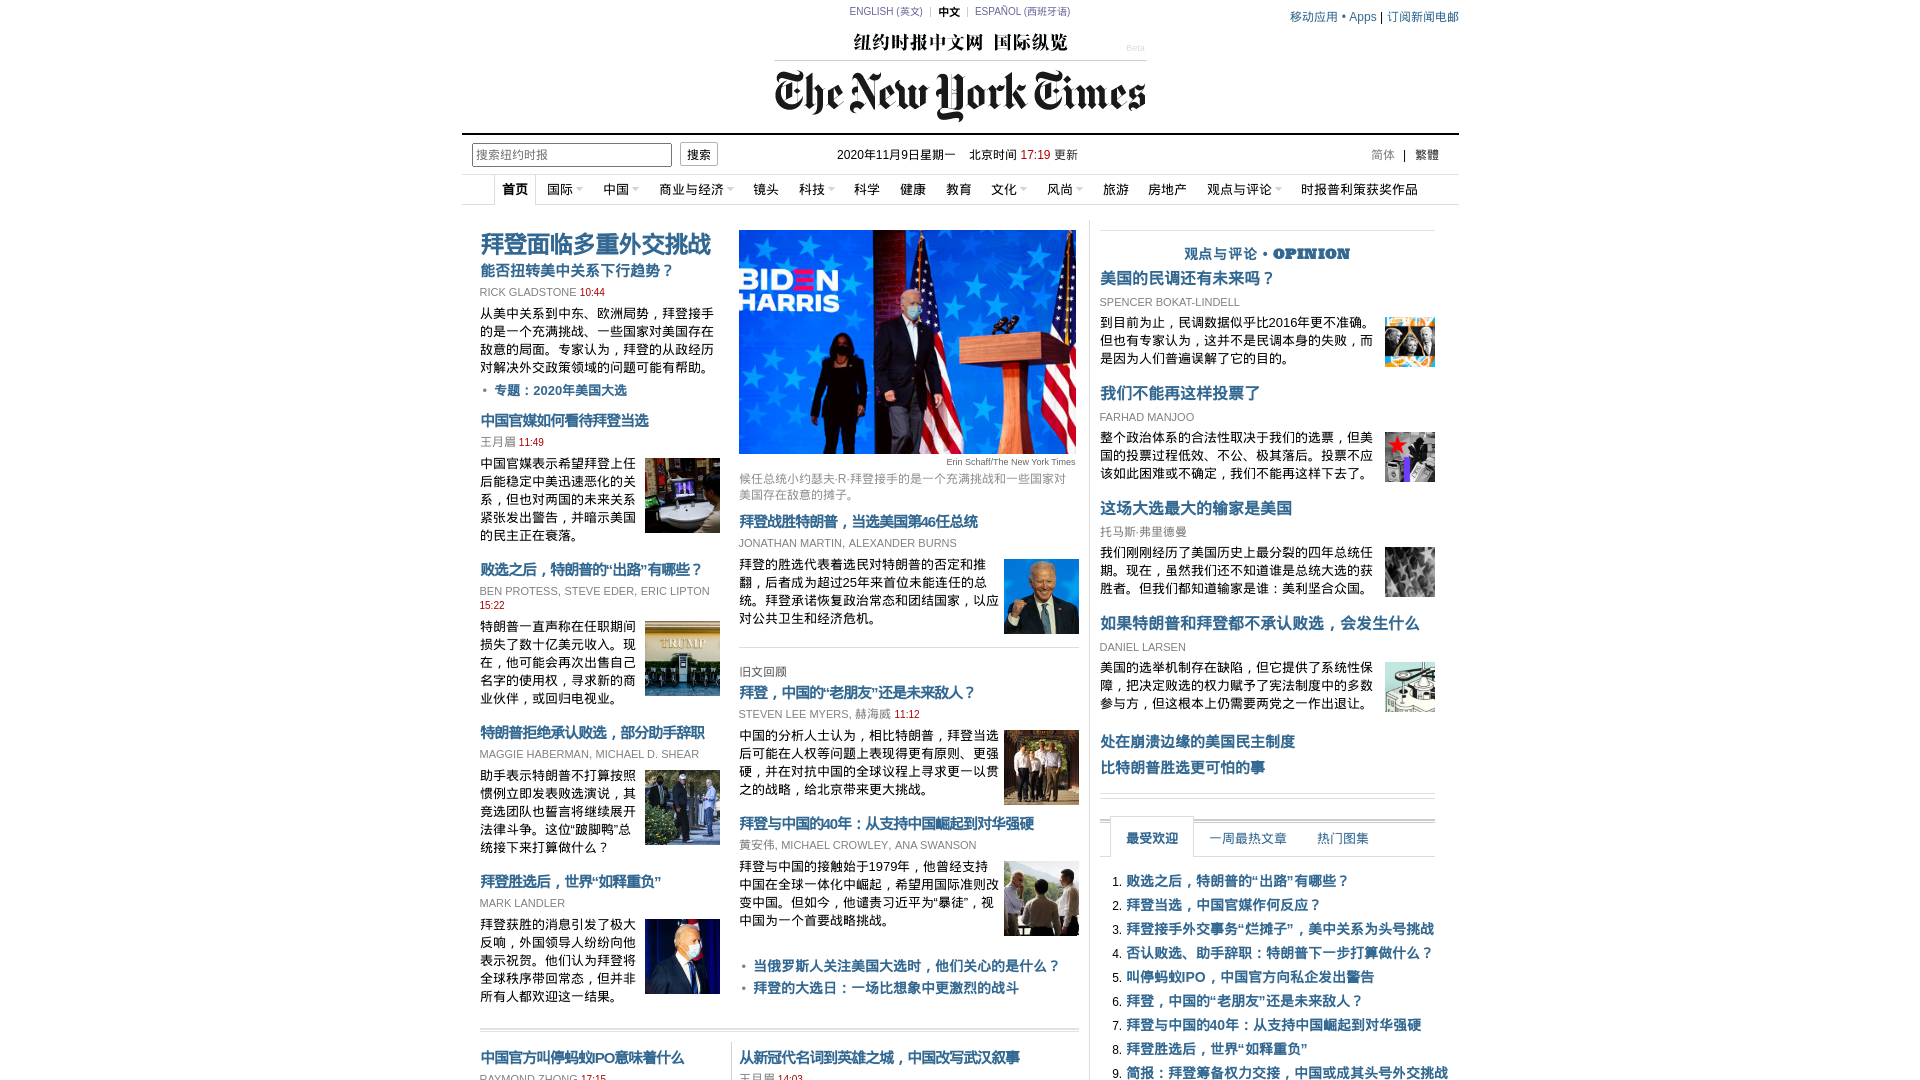 ENGLISH (英文) | 中文 | ESPAÑOL (西班牙语)
移动应用 • Apps | 订阅新闻电邮
纽约时报中文网 国际纵览
Beta
The New York Times
搜索纽约时报 搜索
2020年11月9日星期一 北京时间 17:19 更新
简体 | 繁體
首页 国际 中国 商业与经济 镜头 科技 科学 健康 教育 文化 风尚 旅游 房地产 观点与评论 时报普利策获奖作品
拜登面临多重外交挑战
能否扭转美中关系下行趋势？
RICK GLADSTONE 10:44
从美中关系到中东、欧洲局势，拜登接手
的是一个充满挑战、一些国家对美国存在
敌意的局面。专家认为，拜登的从政经历
对解决外交政策领域的问题可能有帮助。
• 专题：2020年美国大选
中国官媒如何看待拜登当选
王月眉 11:49
中国官媒表示希望拜登上任
后能稳定中美迅速恶化的关
系，但也对两国的未来关系
紧张发出警告，并暗示美国
的民主正在衰落。
败选之后，特朗普的“出路”有哪些？
BEN PROTESS, STEVE EDER, ERIC LIPTON
15:22
特朗普一直声称在任职期间
损失了数十亿美元收入。现
在，他可能会再次出售自己
名字的使用权，寻求新的商
业伙伴，或回归电视业。
TRUMP
特朗普拒绝承认败选，部分助手辞职
MAGGIE HABERMAN, MICHAEL D. SHEAR
助手表示特朗普不打算按照
惯例立即发表败选演说，其
竞选团队也誓言将继续展开
法律斗争。这位“跛脚鸭”总
统接下来打算做什么？
拜登胜选后，世界“如释重负”
MARK LANDLER
拜登获胜的消息引发了极大
反响，外国领导人纷纷向他
表示祝贺。他们认为拜登将
全球秩序带回常态，但并非
所有人都欢迎这一结果。
BIDEN
HARRIS
Erin Schaff/The New York Times
候任总统小约瑟夫·R·拜登接手的是一个充满挑战和一些国家对
美国存在敌意的摊子。
拜登战胜特朗普，当选美国第46任总统
JONATHAN MARTIN, ALEXANDER BURNS
拜登的胜选代表着选民对特朗普的否定和推
翻，后者成为超过25年来首位未能连任的总
统。拜登承诺恢复政治常态和团结国家，以应
对公共卫生和经济危机。
旧文回顾
拜登，中国的“老朋友”还是未来敌人？
STEVEN LEE MYERS, 赫海威 11:12
中国的分析人士认为，相比特朗普，拜登当选
后可能在人权等问题上表现得更有原则、更强
硬，并在对抗中国的全球议程上寻求更一以贯
之的战略，给北京带来更大挑战。
拜登与中国的40年：从支持中国崛起到对华强硬
黄安伟, MICHAEL CROWLEY, ANA SWANSON
拜登与中国的接触始于1979年，他曾经支持
中国在全球一体化中崛起，希望用国际准则改
变中国。但如今，他谴责习近平为“暴徒”，视
中国为一个首要战略挑战。
• 当俄罗斯人关注美国大选时，他们关心的是什么？
• 拜登的大选日：一场比想象中更激烈的战斗
中国官方叫停蚂蚁IPO意味着什么
RAYMOND ZHONG 17:15
从新冠代名词到英雄之城，中国改写武汉叙事
王月眉 14:03
观点与评论 • OPINION
美国的民调还有未来吗？
SPENCER BOKAT-LINDELL
到目前为止，民调数据似乎比2016年更不准确。
但也有专家认为，这并不是民调本身的失败，而
是因为人们普遍误解了它的目的。
我们不能再这样投票了
FARHAD MANJOO
整个政治体系的合法性取决于我们的选票，但美
国的投票过程低效、不公、极其落后。投票不应
该如此困难或不确定，我们不能再这样下去了。
这场大选最大的输家是美国
托马斯·弗里德曼
我们刚刚经历了美国历史上最分裂的四年总统任
期。现在，虽然我们还不知道谁是总统大选的获
胜者。但我们都知道输家是谁：美利坚合众国。
如果特朗普和拜登都不承认败选，会发生什么
DANIEL LARSEN
美国的选举机制存在缺陷，但它提供了系统性保
障，把决定败选的权力赋予了宪法制度中的多数
参与方，但这根本上仍需要两党之一作出退让。
处在崩溃边缘的美国民主制度
比特朗普胜选更可怕的事
最受欢迎 一周最热文章 热门图集
1. 败选之后，特朗普的“出路”有哪些？
2. 拜登当选，中国官媒作何反应？
3. 拜登接手外交事务“烂摊子”，美中关系为头号挑战
4. 否认败选、助手辞职：特朗普下一步打算做什么？
5. 叫停蚂蚁IPO，中国官方向私企发出警告
6. 拜登，中国的“老朋友”还是未来敌人？
7. 拜登与中国的40年：从支持中国崛起到对华强硬
8. 拜登胜选后，世界“如释重负”
9. 简报：拜登筹备权力交接，中国或成其头号外交挑战